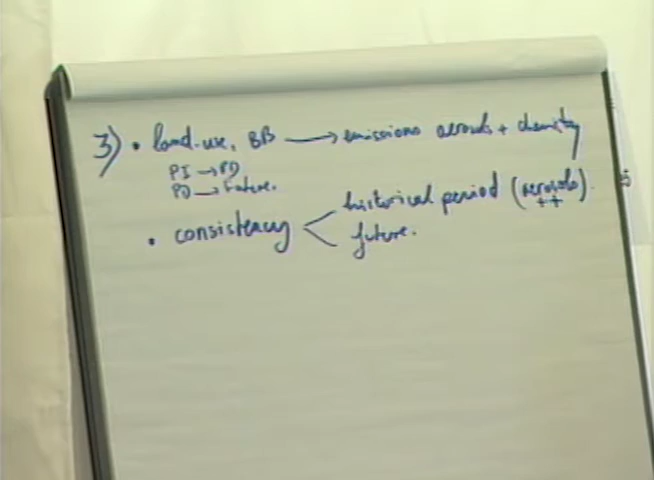 3) • land-use, BB → emissions aerosols + chemistry
PI → PD
PD → Future.
• consistency < historical period (aerosols).
++
future.